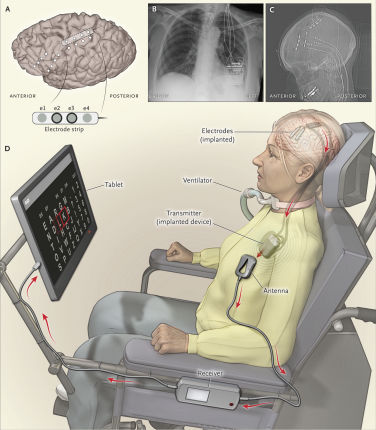 A
B
C
ANTERIOR
POSTERIOR
e1 e2 e3 e4
Electrode strip
ANTERIOR
POSTERIOR
D
Electrodes
(implanted)
Tablet
Ventilator
Transmitter
(implanted device)
Antenna
Receiver